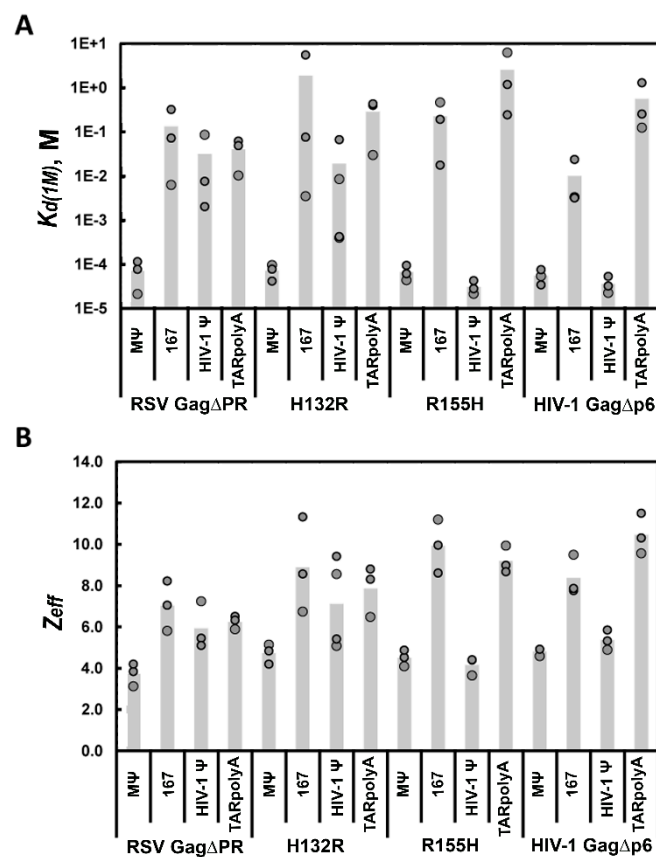 A
Kd(1M), M
1E+1
1E+0
1E-1
1E-2
1E-3
1E-4
1E-5
MΨ 167 HIV-1 Ψ TARpolyA MΨ 167 HIV-1 Ψ TARpolyA MΨ 167 HIV-1 Ψ TARpolyA MΨ 167 HIV-1 Ψ TARpolyA
RSV GagΔPR H132R R155H HIV-1 GagΔp6
B
Zeff
14.0
12.0
10.0
8.0
6.0
4.0
2.0
0.0
MΨ 167 HIV-1 Ψ TARpolyA MΨ 167 HIV-1 Ψ TARpolyA MΨ 167 HIV-1 Ψ TARpolyA MΨ 167 HIV-1 Ψ TARpolyA
RSV GagΔPR H132R R155H HIV-1 GagΔp6